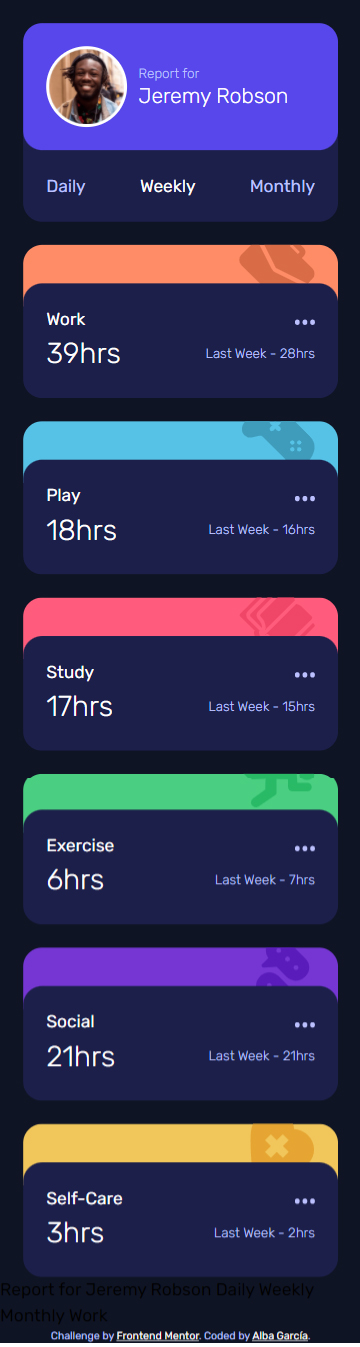 Report for
Jeremy Robson
Daily Weekly Monthly
Work
39hrs Last Week - 28hrs
Play
18hrs Last Week - 16hrs
Study
17hrs Last Week - 15hrs
Exercise
6hrs Last Week - 7hrs
Social
21hrs Last Week - 21hrs
Self-Care
3hrs Last Week - 2hrs
Report for Jeremy Robson Daily Weekly
Monthly Work
Challenge by Frontend Mentor. Coded by Alba García.